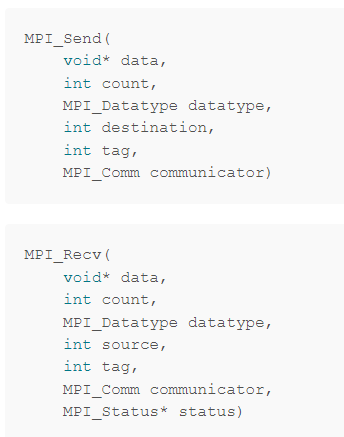 MPI_Send(
    void* data,
    int count,
    MPI_Datatype datatype,
    int destination,
    int tag,
    MPI_Comm communicator)
MPI_Recv(
    void* data,
    int count,
    MPI_Datatype datatype,
    int source,
    int tag,
    MPI_Comm communicator,
    MPI_Status* status)